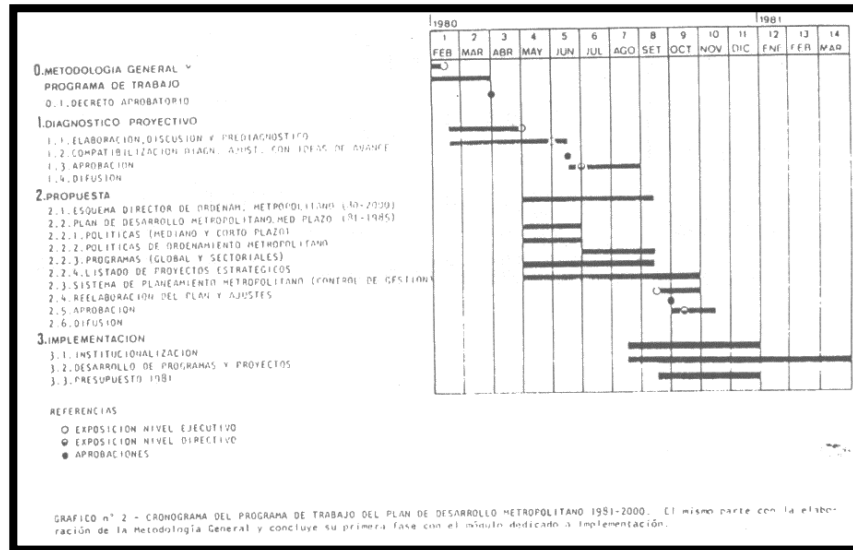 1980 1981
1 2 3 4 5 6 7 8 9 10 11 12 13 14
FEB MAR ABR MAY JUN JUL AGO SET OCT NOV DIC ENE FEB MAR
0.METODOLOGIA GENERAL Y
PROGRAMA DE TRABAJO
0.1.DECRETO APROBATORIO
1.DIAGNOSTICO PROYECTIVO
1.1.ELABORACION,DISCUSION Y PREDIAGNOSTICO
1.2.COMPATIBILIZACION DIAGN. AJUST. CON IDEAS DE AVANCE
1.3.APROBACION
1.4.DIFUSION
2.PROPUESTA
2.1.ESQUEMA DIRECTOR DE ORDENAM. METROPOLITANO (80-2000)
2.2.PLAN DE DESARROLLO METROPOLITANO,MED PLAZO (81-1985)
2.2.1.POLITICAS (MEDIANO Y CORTO PLAZO)
2.2.2.POLITICAS DE ORDENAMIENTO METROPOLITANO
2.2.3.PROGRAMAS (GLOBAL Y SECTORIALES)
2.2.4.LISTADO DE PROYECTOS ESTRATEGICOS
2.3.SISTEMA DE PLANEAMIENTO METROPOLITANO (CONTROL DE GESTION)
2.4.REELABORACION DEL PLAN Y AJUSTES
2.5.APROBACION
2.6.DIFUSION
3.IMPLEMENTACION
3.1.INSTITUCIONALIZACION
3.2.DESARROLLO DE PROGRAMAS Y PROYECTOS
3.3.PRESUPUESTO 1981
REFERENCIAS
EXPOSICION NIVEL EJECUTIVO
EXPOSICION NIVEL DIRECTIVO
APROBACIONES
GRAFICO n° 2 - CRONOGRAMA DEL PROGRAMA DE TRABAJO DEL PLAN DE DESARROLLO METROPOLITANO 1981-2000. El mismo parte con la elabo-
ración de la Metodología General y concluye su primera fase con el módulo dedicado a Implementación.